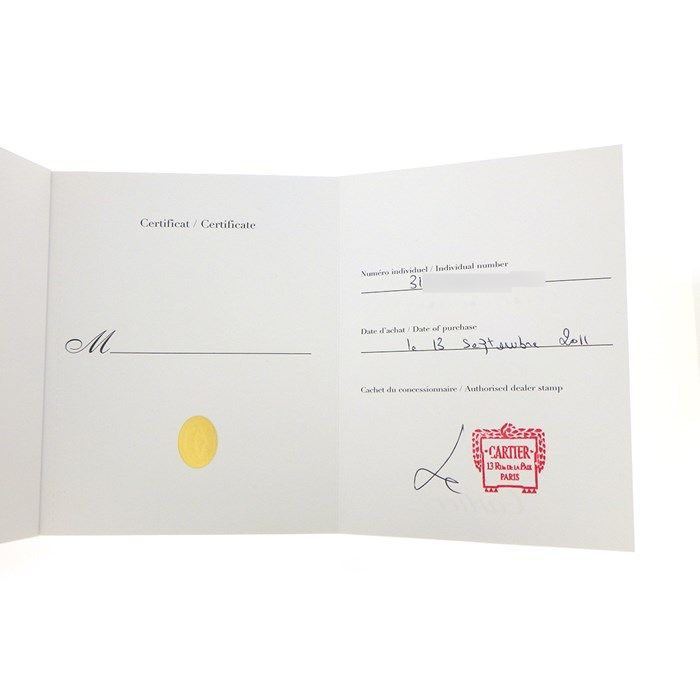 Certificat / Certificate
M
Numéro individuel / Individual number
31
Date d'achat / Date of purchase
le 13 Septembre 2011
Cachet du concessionnaire / Authorised dealer stamp
CARTIER
13 RUE DE LA PAIX
PARIS